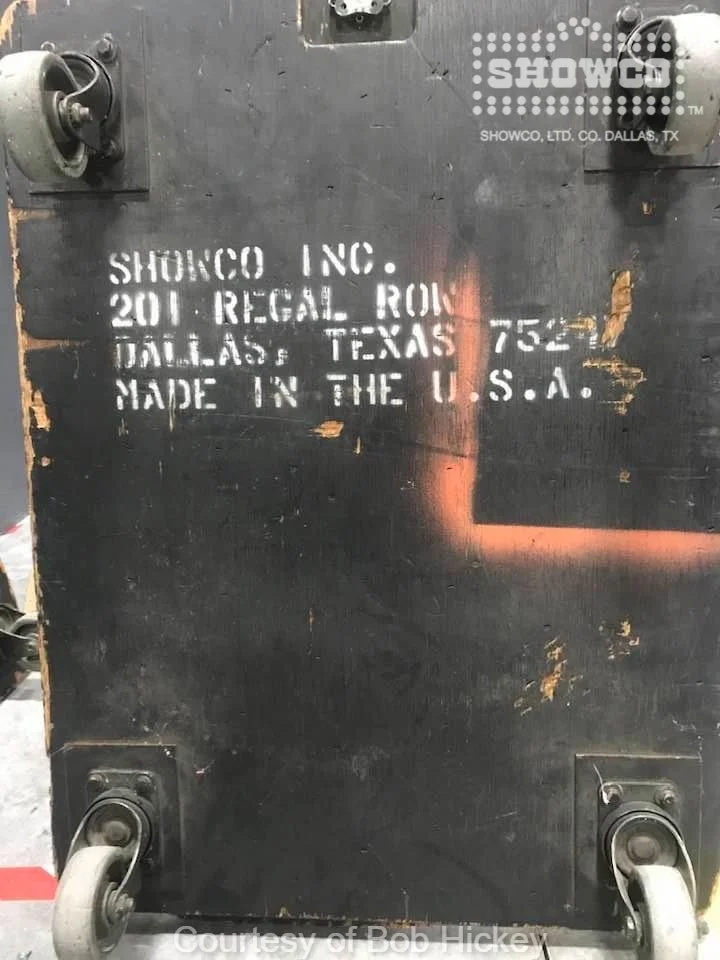 SHOWCO ™
SHOWCO, LTD. CO. DALLAS, TX
SHOWCO INC.
201 REGAL ROW
DALLAS, TEXAS
MADE IN THE U.S.A.
Courtesy of Bob Hickey